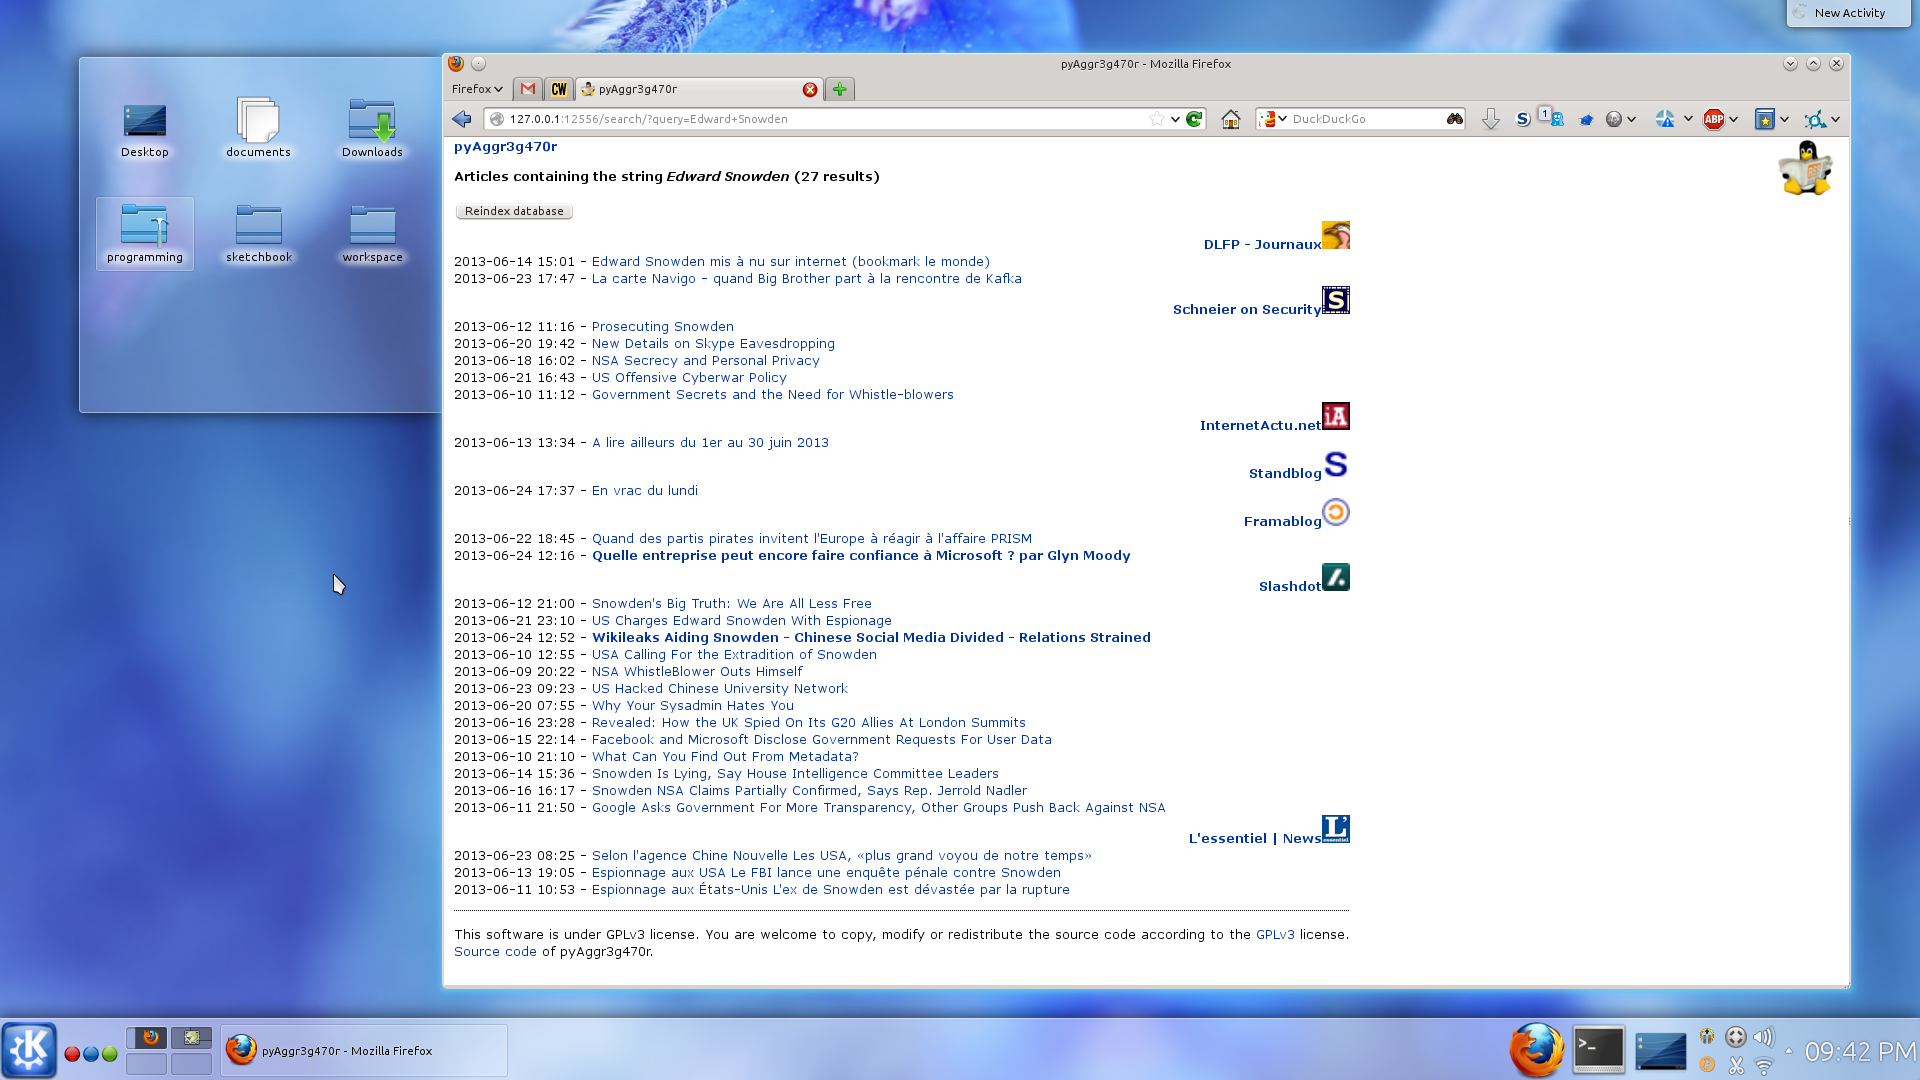 New Activity
pyAggr3g470r - Mozilla Firefox
Firefox
CW
pyAggr3g470r
127.0.0.1:12556/search/?query=Edward+Snowden
DuckDuckGo
S
1
ABP
Desktop
documents
Downloads
programming
sketchbook
workspace
pyAggr3g470r
Articles containing the string Edward Snowden (27 results)
Reindex database
DLFP - Journaux
2013-06-14 15:01 - Edward Snowden mis à nu sur internet (bookmark le monde)
2013-06-23 17:47 - La carte Navigo - quand Big Brother part à la rencontre de Kafka
Schneier on Security S
2013-06-12 11:16 - Prosecuting Snowden
2013-06-20 19:42 - New Details on Skype Eavesdropping
2013-06-18 16:02 - NSA Secrecy and Personal Privacy
2013-06-21 16:43 - US Offensive Cyberwar Policy
2013-06-10 11:12 - Government Secrets and the Need for Whistle-blowers
InternetActu.net iA
2013-06-13 13:34 - A lire ailleurs du 1er au 30 juin 2013
Standblog S
2013-06-24 17:37 - En vrac du lundi
Framablog
2013-06-22 18:45 - Quand des partis pirates invitent l'Europe à réagir à l'affaire PRISM
2013-06-24 12:16 - Quelle entreprise peut encore faire confiance à Microsoft ? par Glyn Moody
Slashdot /.
2013-06-12 21:00 - Snowden's Big Truth: We Are All Less Free
2013-06-21 23:10 - US Charges Edward Snowden With Espionage
2013-06-24 12:52 - Wikileaks Aiding Snowden - Chinese Social Media Divided - Relations Strained
2013-06-10 12:55 - USA Calling For the Extradition of Snowden
2013-06-09 20:22 - NSA WhistleBlower Outs Himself
2013-06-23 09:23 - US Hacked Chinese University Network
2013-06-20 07:55 - Why Your Sysadmin Hates You
2013-06-16 23:28 - Revealed: How the UK Spied On Its G20 Allies At London Summits
2013-06-15 22:14 - Facebook and Microsoft Disclose Government Requests For User Data
2013-06-10 21:10 - What Can You Find Out From Metadata?
2013-06-14 15:36 - Snowden Is Lying, Say House Intelligence Committee Leaders
2013-06-16 16:17 - Snowden NSA Claims Partially Confirmed, Says Rep. Jerrold Nadler
2013-06-11 21:50 - Google Asks Government For More Transparency, Other Groups Push Back Against NSA
L'essentiel | News L' essentiel
2013-06-23 08:25 - Selon l'agence Chine Nouvelle Les USA, «plus grand voyou de notre temps»
2013-06-13 19:05 - Espionnage aux USA Le FBI lance une enquête pénale contre Snowden
2013-06-11 10:53 - Espionnage aux États-Unis L'ex de Snowden est dévastée par la rupture
This software is under GPLv3 license. You are welcome to copy, modify or redistribute the source code according to the GPLv3 license.
Source code of pyAggr3g470r.
pyAggr3g470r - Mozilla Firefox
>_
09:42 PM